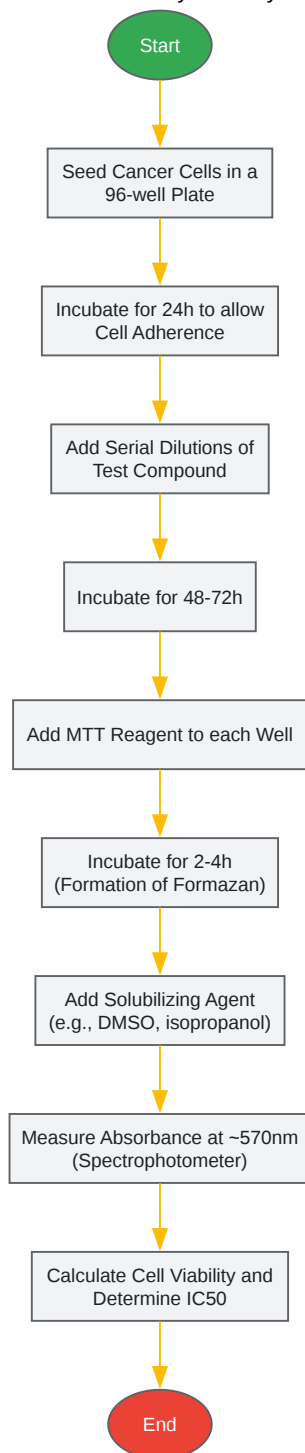 Start
Seed Cancer Cells in a
96-well Plate
Incubate for 24h to allow
Cell Adherence
Add Serial Dilutions of
Test Compound
Incubate for 48-72h
Add MTT Reagent to each Well
Incubate for 2-4h
(Formation of Formazan)
Add Solubilizing Agent
(e.g., DMSO, isopropanol)
Measure Absorbance at ~570nm
(Spectrophotometer)
Calculate Cell Viability and
Determine IC50
End